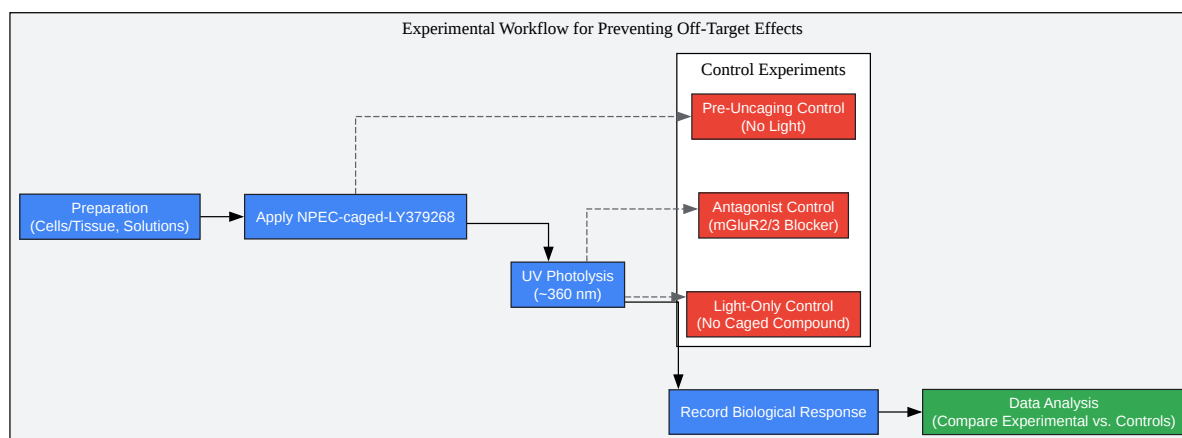 Experimental Workflow for Preventing Off-Target Effects
Control Experiments
Pre-Uncaging Control
(No Light)
Preparation
(Cells/Tissue, Solutions)
Apply NPEC-caged-LY379268
Antagonist Control
(mGluR2/3 Blocker)
UV Photolysis
(~360 nm)
Light-Only Control
(No Caged Compound)
Record Biological Response
Data Analysis
(Compare Experimental vs. Controls)